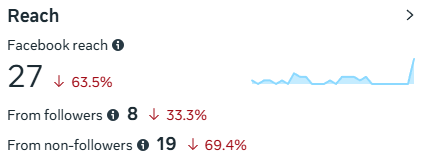 Reach
Facebook reach
27 ↓ 63.5%
From followers 8 ↓ 33.3%
From non-followers 19 ↓ 69.4%